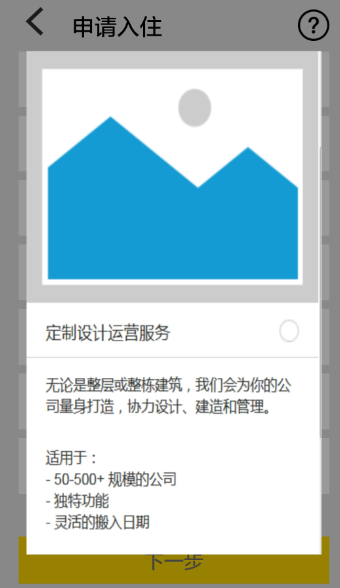 申请入住
?
定制设计运营服务
无论是整层或整栋建筑，我们会为你的公
司量身打造，协力设计、建造和管理。
适用于：
- 50-500+ 规模的公司
- 独特功能
- 灵活的搬入日期
下一步